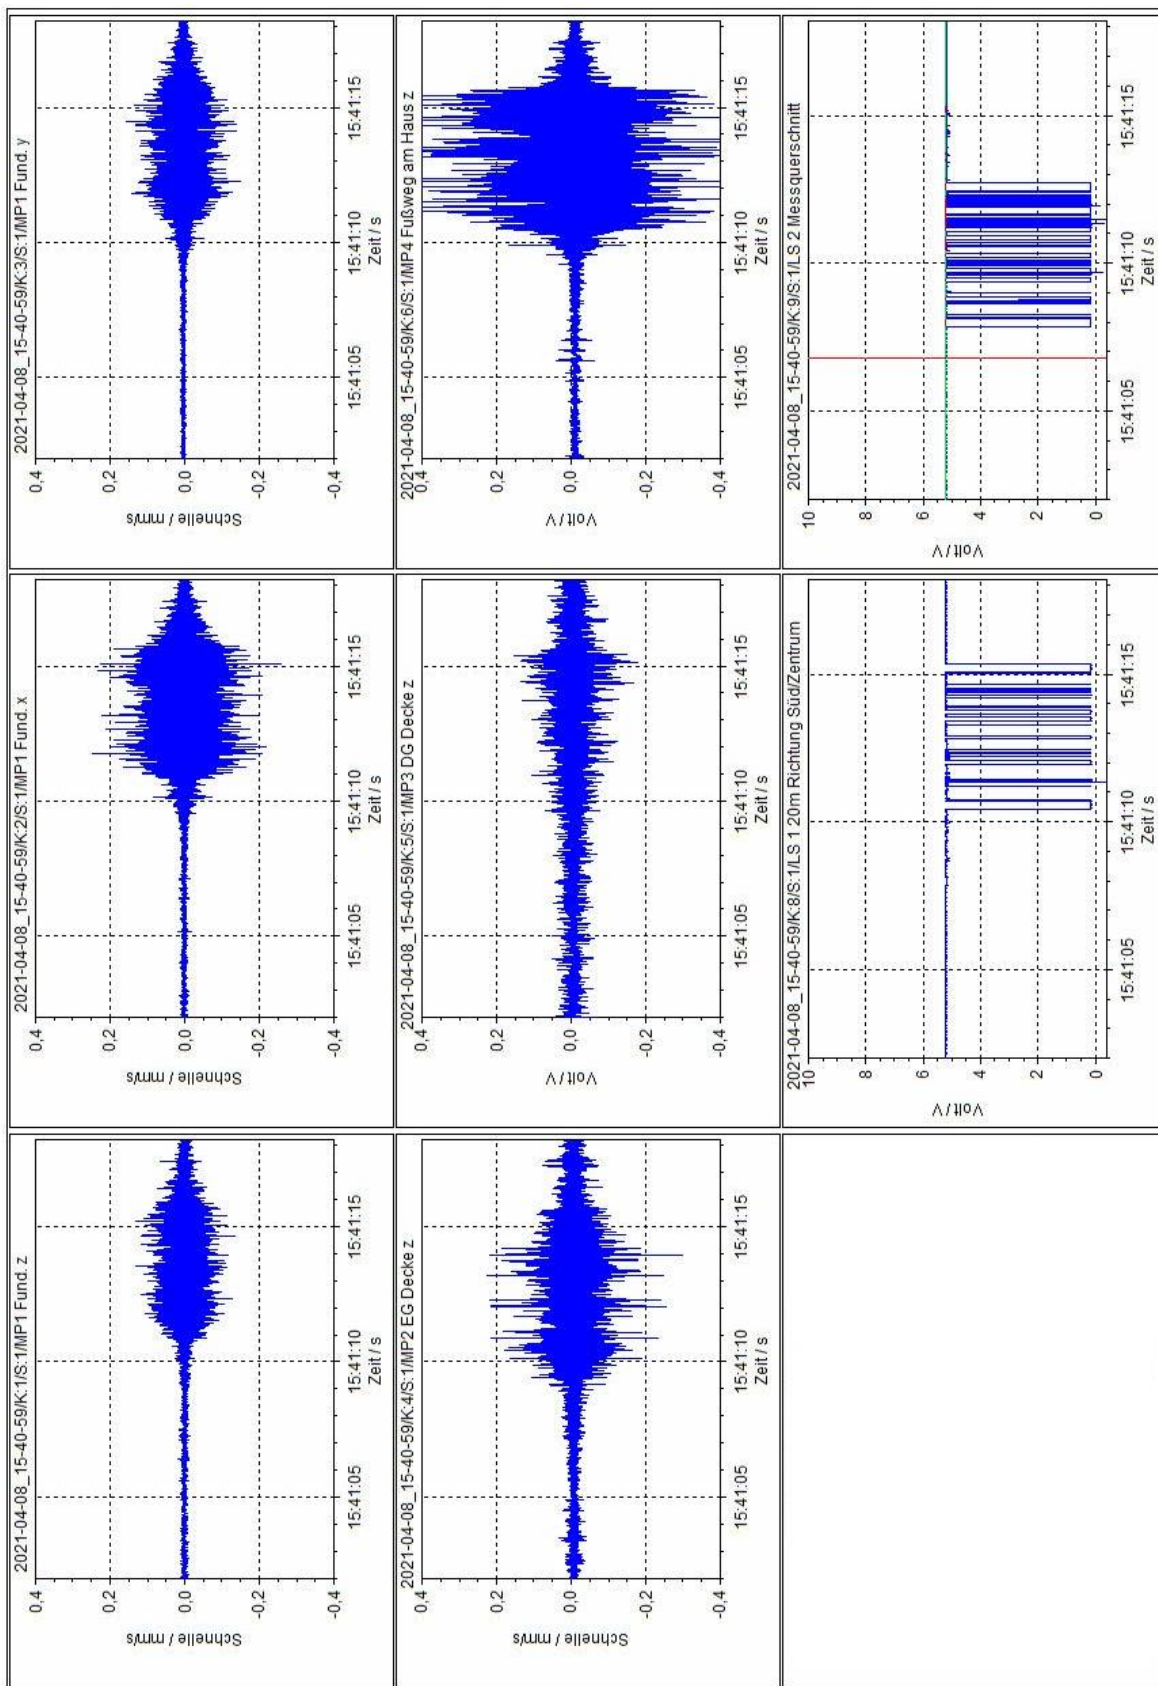 2021-04-08_15-40-59/K:1/S:1/MP1 Fund. z
0,4
0,2
0,0
-0,2
-0,4
Schnelle / mm/s
15:41:05
15:41:10
15:41:15
Zeit / s
2021-04-08_15-40-59/K:2/S:1/MP1 Fund. x
0,4
0,2
0,0
-0,2
-0,4
Schnelle / mm/s
15:41:05
15:41:10
15:41:15
Zeit / s
2021-04-08_15-40-59/K:3/S:1/MP1 Fund. y
0,4
0,2
0,0
-0,2
-0,4
Schnelle / mm/s
15:41:05
15:41:10
15:41:15
Zeit / s
2021-04-08_15-40-59/K:4/S:1/MP2 EG Decke z
0,4
0,2
0,0
-0,2
-0,4
Schnelle / mm/s
15:41:05
15:41:10
15:41:15
Zeit / s
2021-04-08_15-40-59/K:5/S:1/MP3 DG Decke z
0,4
0,2
0,0
-0,2
-0,4
Volt / V
15:41:05
15:41:10
15:41:15
Zeit / s
2021-04-08_15-40-59/K:6/S:1/MP4 Fußweg am Haus z
0,4
0,2
0,0
-0,2
-0,4
Volt / V
15:41:05
15:41:10
15:41:15
Zeit / s
2021-04-08_15-40-59/K:8/S:1/LS 1 20m Richtung Süd/Zentrum
10
8
6
4
2
0
Volt / V
15:41:05
15:41:10
15:41:15
Zeit / s
2021-04-08_15-40-59/K:9/S:1/LS 2 Messquerschnitt
10
8
6
4
2
0
Volt / V
15:41:05
15:41:10
15:41:15
Zeit / s